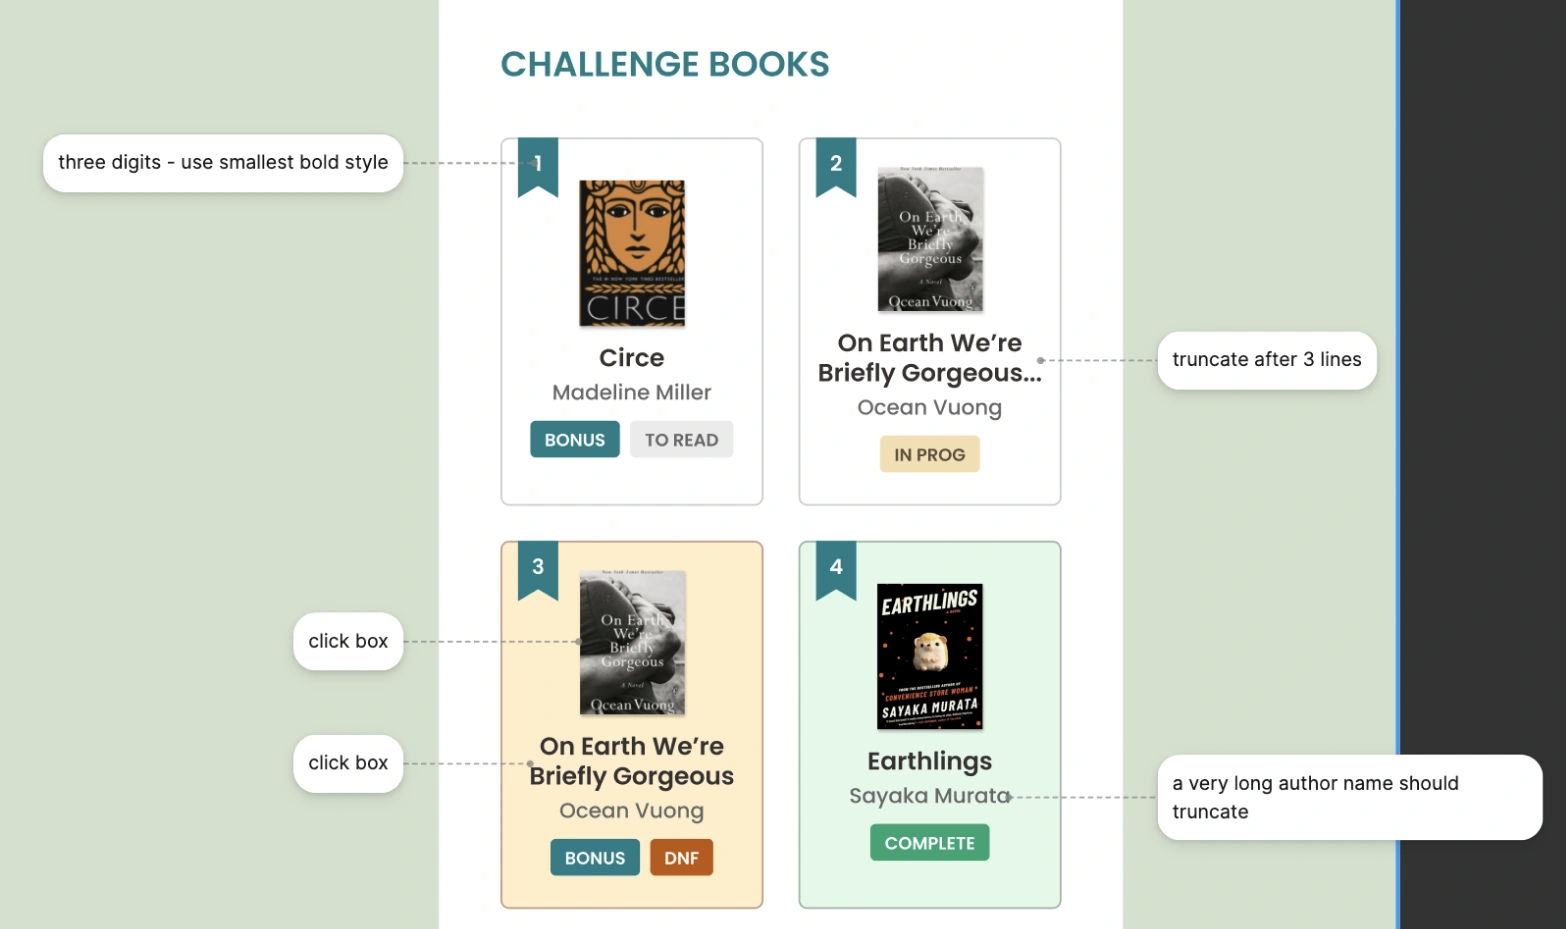 CHALLENGE BOOKS
three digits - use smallest bold style
1
THE #1 NEW YORK TIMES BESTSELLER
CIRCE
Circe
Madeline Miller
BONUS
TO READ
2
New York Times Bestseller
On Earth
We're
Briefly
Gorgeous
A Novel
Ocean Vuong
On Earth We’re
Briefly Gorgeous...
Ocean Vuong
IN PROG
truncate after 3 lines
3
New York Times Bestseller
On Earth
We're
Briefly
Gorgeous
A Novel
Ocean Vuong
click box
click box
On Earth We’re
Briefly Gorgeous
Ocean Vuong
BONUS
DNF
4
EARTHLINGS
A NOVEL
FROM THE BESTSELLING AUTHOR OF
CONVENIENCE STORE WOMAN
SAYAKA MURATA
Earthlings
Sayaka Murata
COMPLETE
a very long author name should
truncate